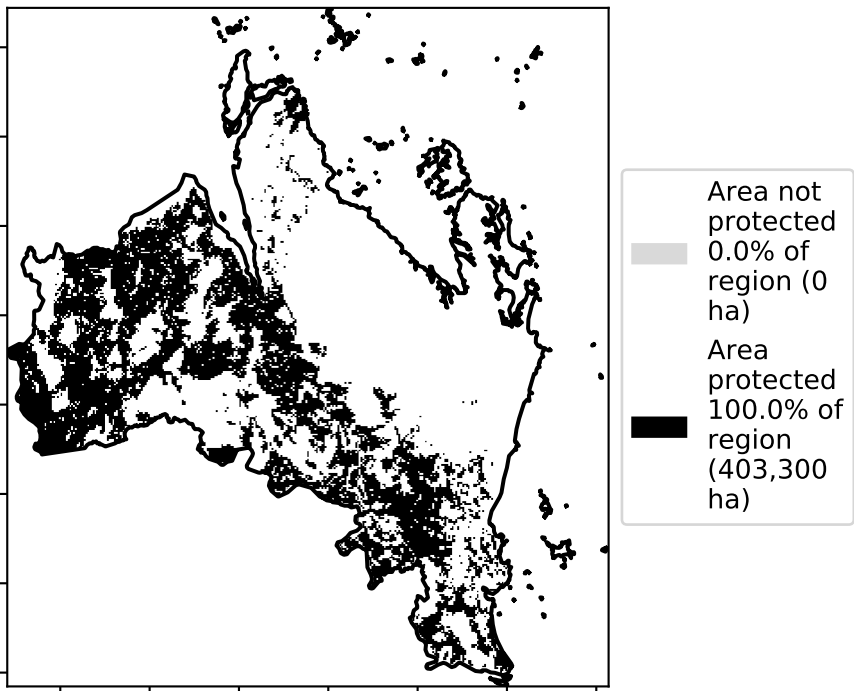 Area not
protected
0.0% of
region (0
ha)
Area
protected
100.0% of
region
(403,300
ha)